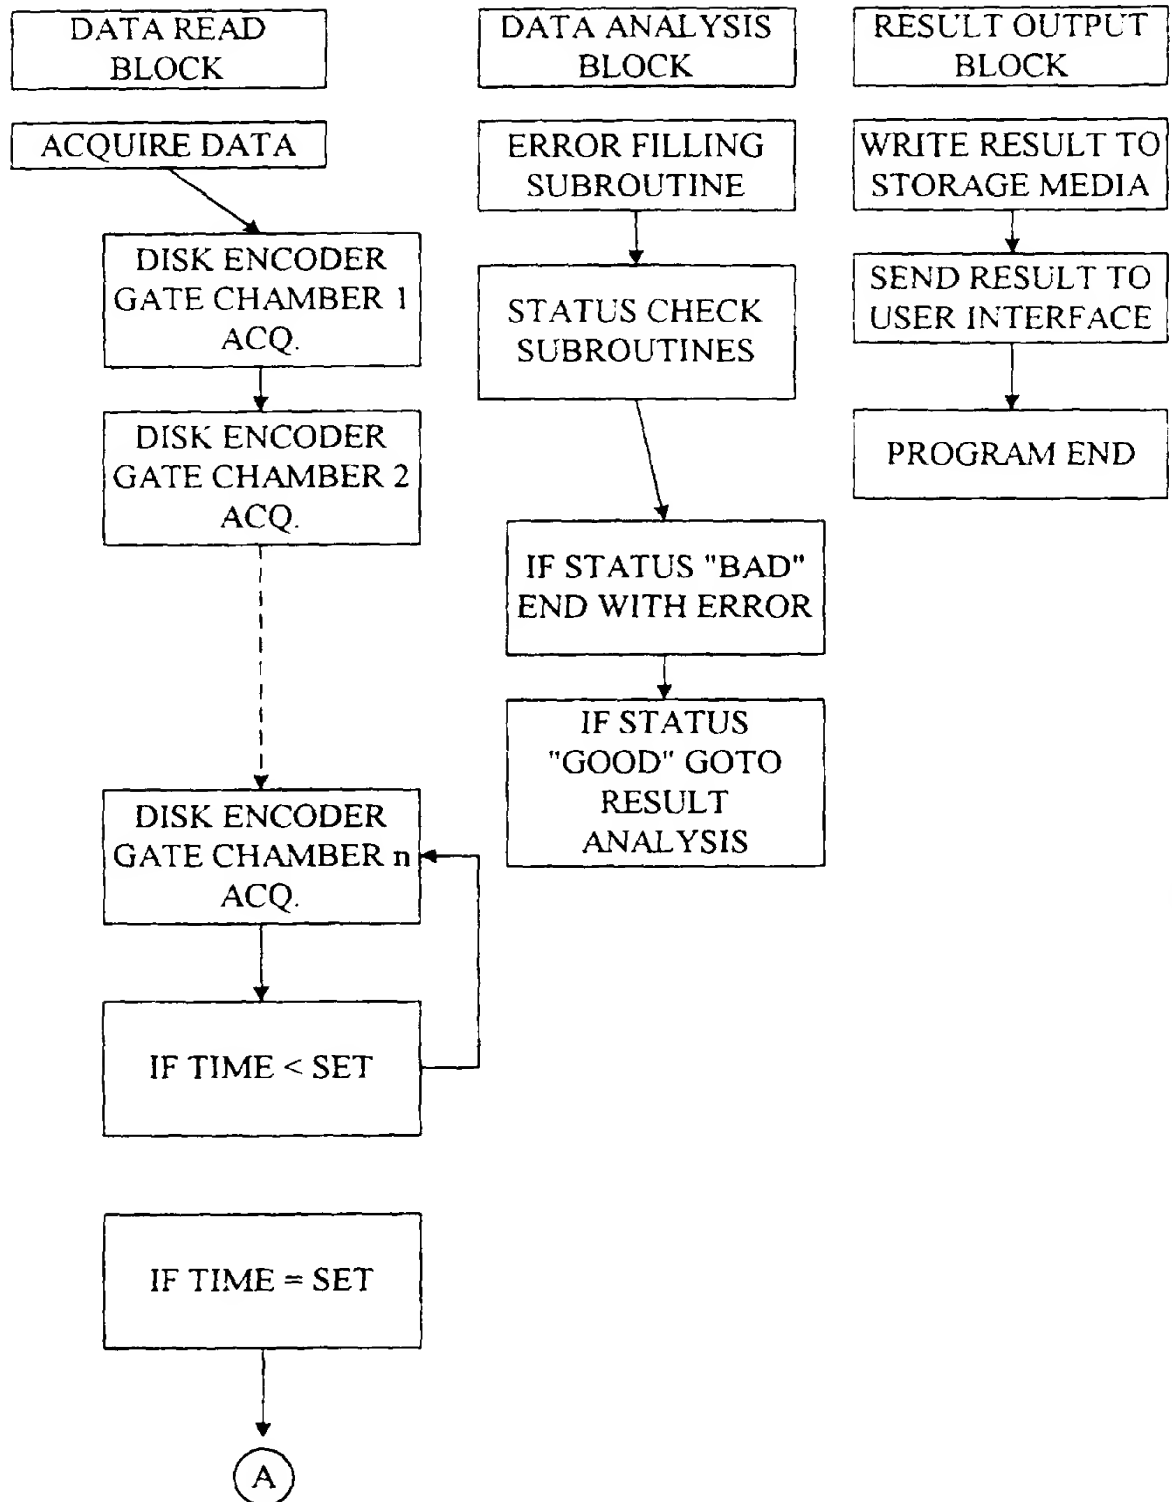 DATA READ
BLOCK
ACQUIRE DATA
DISK ENCODER
GATE CHAMBER 1
ACQ.
DISK ENCODER
GATE CHAMBER 2
ACQ.
DISK ENCODER
GATE CHAMBER n
ACQ.
IF TIME < SET
IF TIME = SET
A
DATA ANALYSIS
BLOCK
ERROR FILLING
SUBROUTINE
STATUS CHECK
SUBROUTINES
IF STATUS "BAD"
END WITH ERROR
IF STATUS
"GOOD" GOTO
RESULT
ANALYSIS
RESULT OUTPUT
BLOCK
WRITE RESULT TO
STORAGE MEDIA
SEND RESULT TO
USER INTERFACE
PROGRAM END